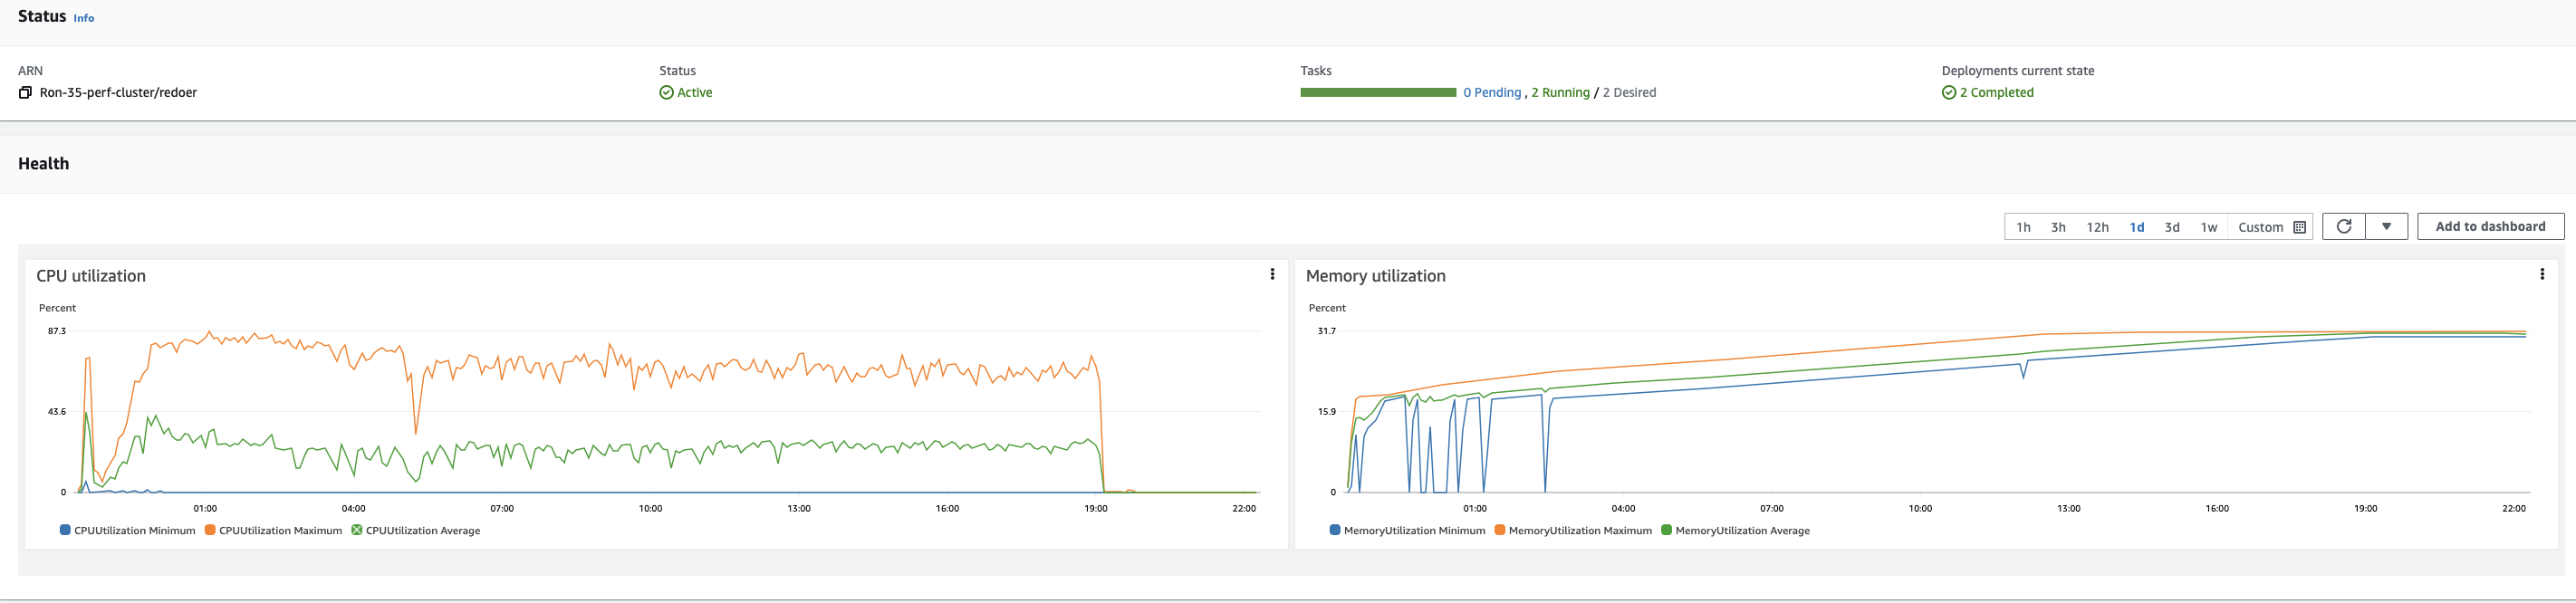 Status Info
ARN
Ron-35-perf-cluster/redoer
Status
Active
Tasks
0 Pending , 2 Running / 2 Desired
Deployments current state
2 Completed
Health
1h 3h 12h 1d 3d 1w Custom
Add to dashboard
CPU utilization
Percent
87.3
43.6
0
01:00 04:00 07:00 10:00 13:00 16:00 19:00 22:00
CPUUtilization Minimum CPUUtilization Maximum CPUUtilization Average
Memory utilization
Percent
31.7
15.9
0
01:00 04:00 07:00 10:00 13:00 16:00 19:00 22:00
MemoryUtilization Minimum MemoryUtilization Maximum MemoryUtilization Average